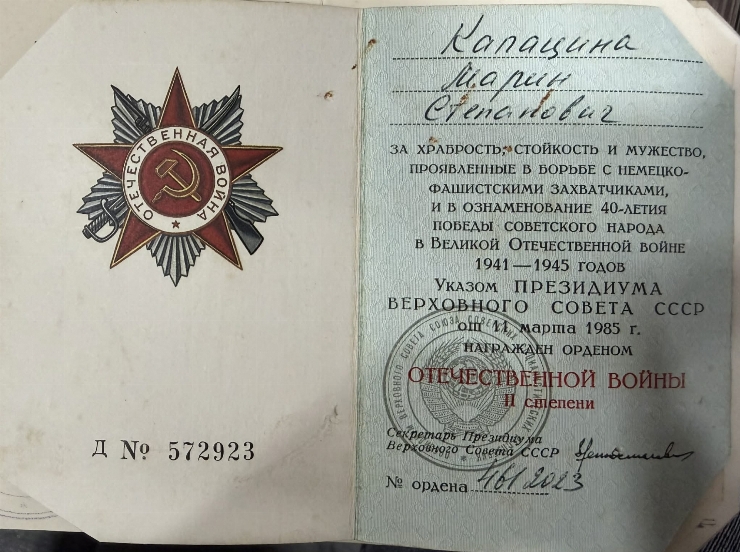 ОТЕЧЕСТВЕННАЯ ВОЙНА
Д № 572923
Капацина
Марин
Степанович
ЗА ХРАБРОСТЬ, СТОЙКОСТЬ И МУЖЕСТВО,
ПРОЯВЛЕННЫЕ В БОРЬБЕ С НЕМЕЦКО-
ФАШИСТСКИМИ ЗАХВАТЧИКАМИ,
И В ОЗНАМЕНОВАНИЕ 40-ЛЕТИЯ
ПОБЕДЫ СОВЕТСКОГО НАРОДА
В ВЕЛИКОЙ ОТЕЧЕСТВЕННОЙ ВОЙНЕ
1941—1945 ГОДОВ
УКАЗОМ ПРЕЗИДИУМА
ВЕРХОВНОГО СОВЕТА СССР
от 11 марта 1985 г.
НАГРАЖДЕН ОРДЕНОМ
ОТЕЧЕСТВЕННОЙ ВОЙНЫ
II степени
Секретарь Президиума
Верховного Совета СССР
№ ордена 4612023